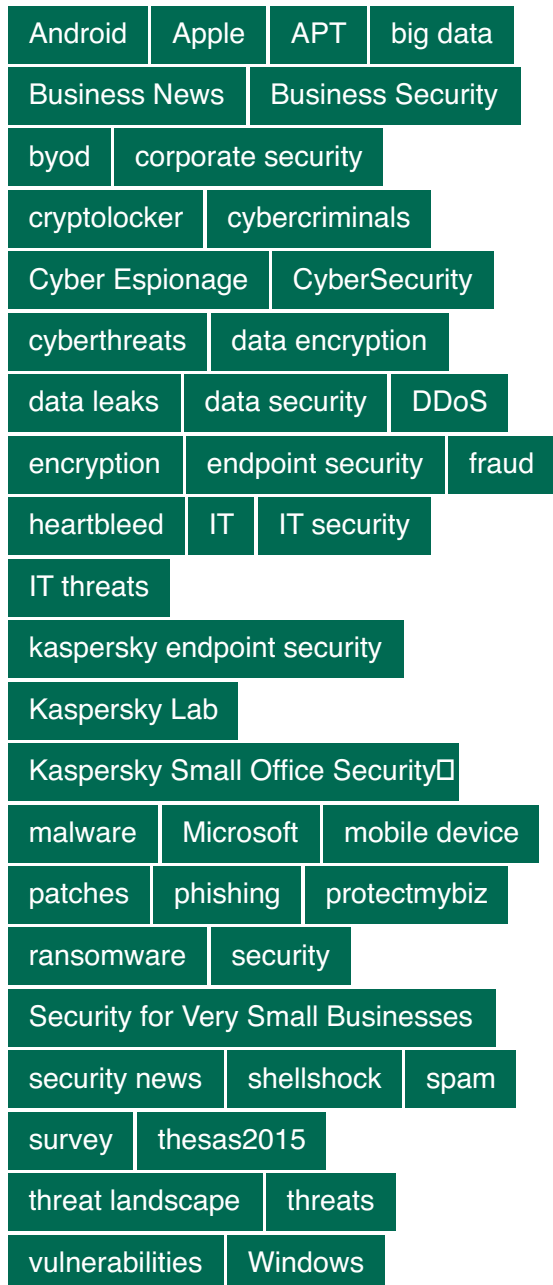 Android Apple APT big data
Business News Business Security
byod corporate security
cryptolocker cybercriminals
Cyber Espionage CyberSecurity
cyberthreats data encryption
data leaks data security DDoS
encryption endpoint security fraud
heartbleed IT IT security
IT threats
kaspersky endpoint security
Kaspersky Lab
Kaspersky Small Office Security□
malware Microsoft mobile device
patches phishing protectmybiz
ransomware security
Security for Very Small Businesses
security news shellshock spam
survey thesas2015
threat landscape threats
vulnerabilities Windows